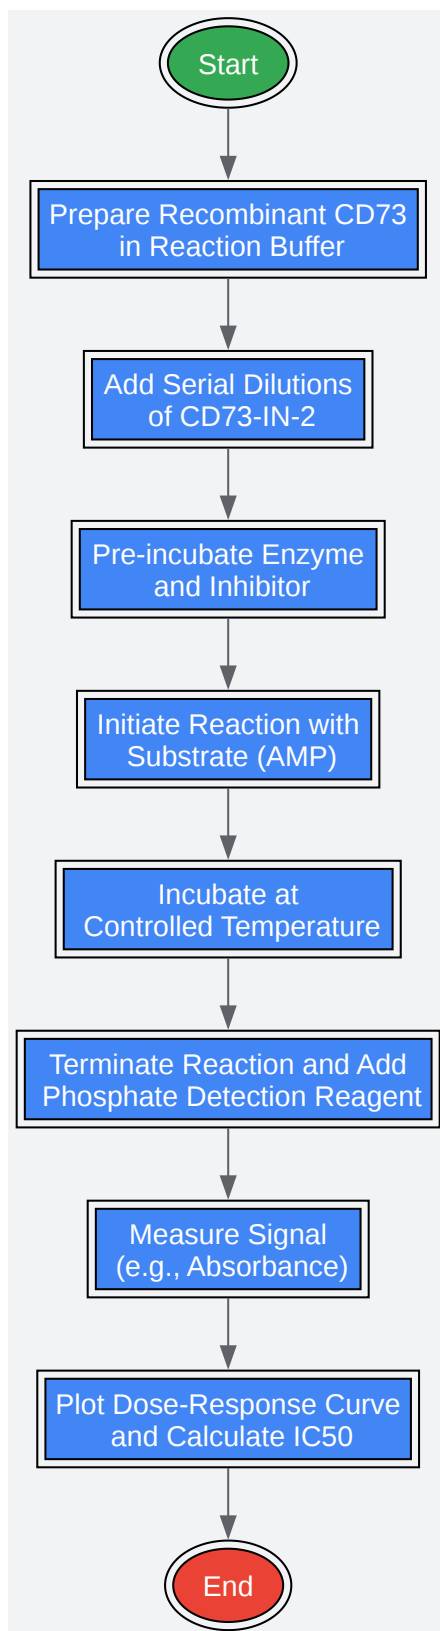 Start
Prepare Recombinant CD73
in Reaction Buffer
Add Serial Dilutions
of CD73-IN-2
Pre-incubate Enzyme
and Inhibitor
Initiate Reaction with
Substrate (AMP)
Incubate at
Controlled Temperature
Terminate Reaction and Add
Phosphate Detection Reagent
Measure Signal
(e.g., Absorbance)
Plot Dose-Response Curve
and Calculate IC50
End